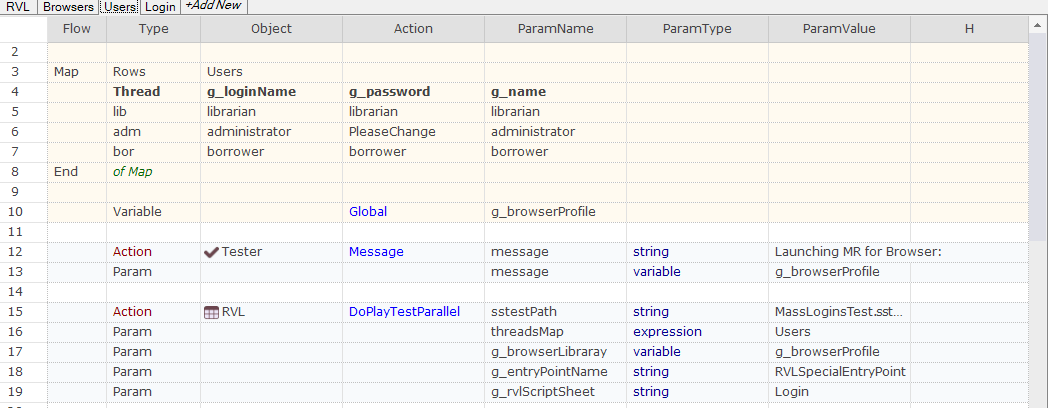 RVL Browsers Users Login +Add New
Flow Type Object Action ParamName ParamType ParamValue H
2
3 Map Rows Users
4 Thread g_loginName g_password g_name
5 lib librarian librarian librarian
6 adm administrator PleaseChange administrator
7 bor borrower borrower borrower
8 End of Map
9
10 Variable Global g_browserProfile
11
12 Action Tester Message message string Launching MR for Browser:
13 Param message variable g_browserProfile
14
15 Action RVL DoPlayTestParallel sstestPath string MassLoginsTest.sst...
16 Param threadsMap expression Users
17 Param g_browserLibraray variable g_browserProfile
18 Param g_entryPointName string RVLSpecialEntryPoint
19 Param g_rvlScriptSheet string Login